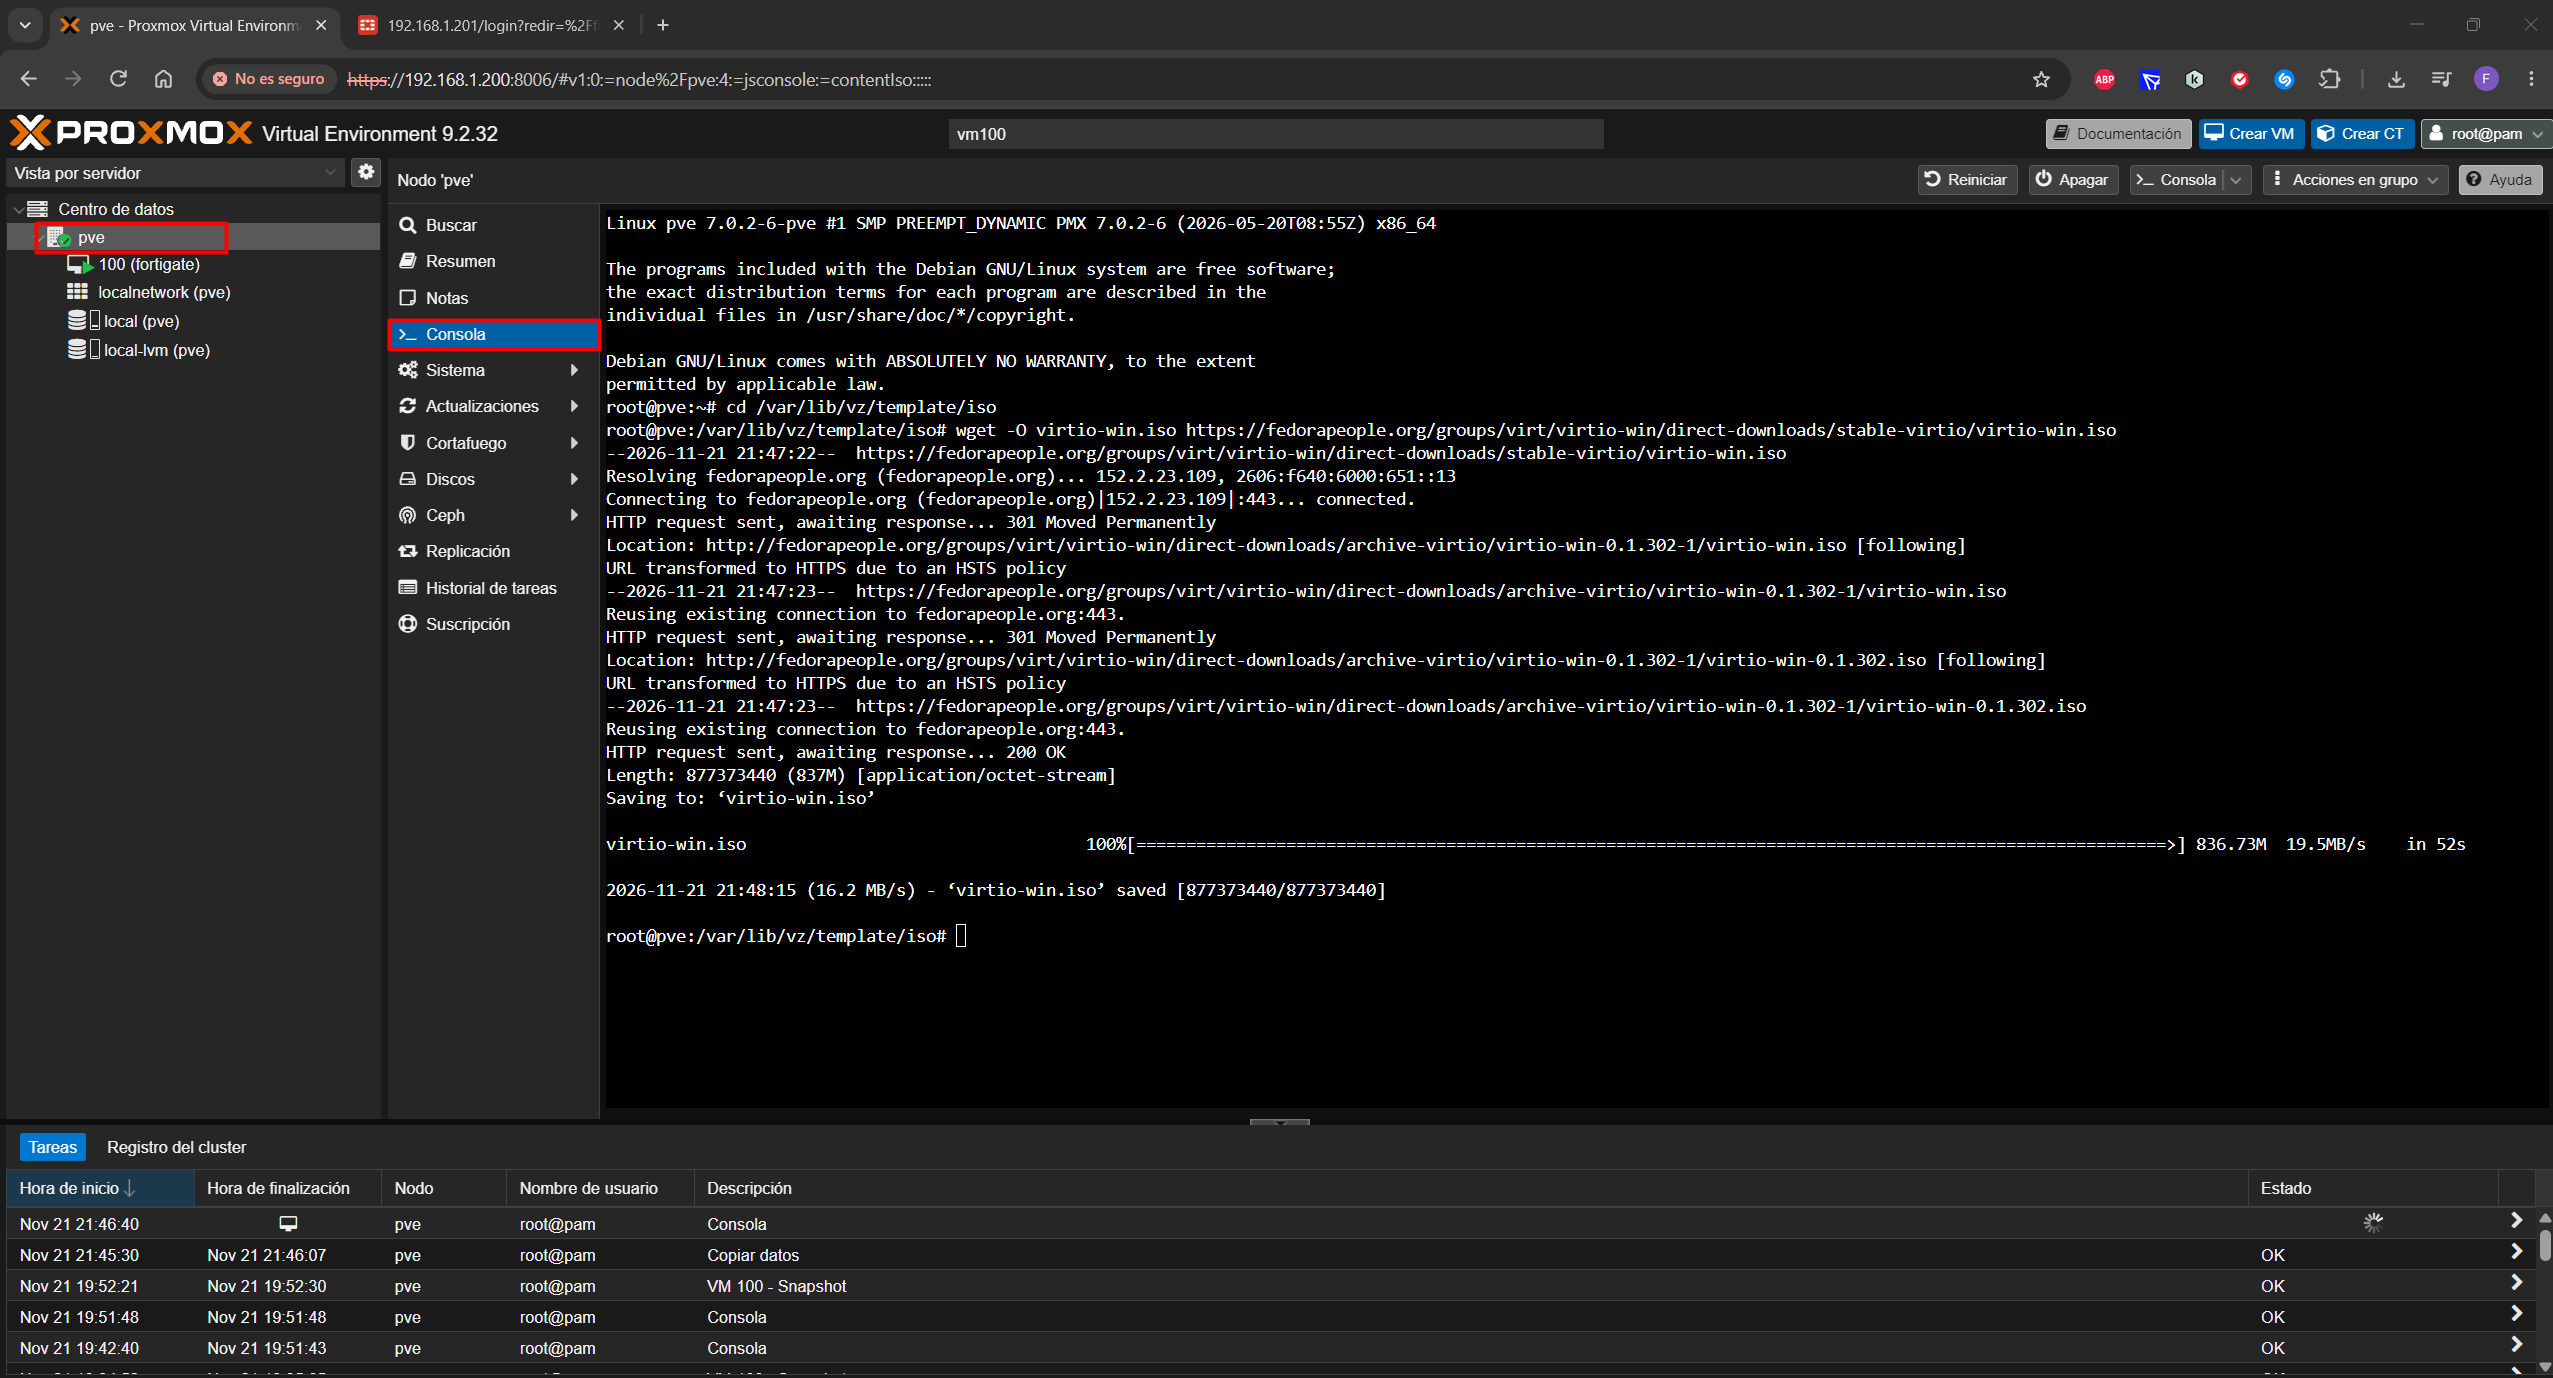 pve - Proxmox Virtual Environm
192.168.1.201/login?redir=%2Ff
No es seguro
https://192.168.1.200:8006/#v1:0:=node%2Fpve:4:=jsconsole:=contentIso:::::
ABP
k
F
PROXMOX Virtual Environment 9.2.32
vm100
Documentación
Crear VM
Crear CT
root@pam
Vista por servidor
Nodo 'pve'
Reiniciar
Apagar
Consola
Acciones en grupo
Ayuda
Centro de datos
pve
100 (fortigate)
localnetwork (pve)
local (pve)
local-lvm (pve)
Buscar
Resumen
Notas
Consola
Sistema
Actualizaciones
Cortafuego
Discos
Ceph
Replicación
Historial de tareas
Suscripción
Linux pve 7.0.2-6-pve #1 SMP PREEMPT_DYNAMIC PMX 7.0.2-6 (2026-05-20T08:55Z) x86_64
The programs included with the Debian GNU/Linux system are free software;
the exact distribution terms for each program are described in the
individual files in /usr/share/doc/*/copyright.
Debian GNU/Linux comes with ABSOLUTELY NO WARRANTY, to the extent
permitted by applicable law.
root@pve:~# cd /var/lib/vz/template/iso
root@pve:/var/lib/vz/template/iso# wget -O virtio-win.iso https://fedorapeople.org/groups/virt/virtio-win/direct-downloads/stable-virtio/virtio-win.iso
--2026-11-21 21:47:22--  https://fedorapeople.org/groups/virt/virtio-win/direct-downloads/stable-virtio/virtio-win.iso
Resolving fedorapeople.org (fedorapeople.org)... 152.2.23.109, 2606:f640:6000:651::13
Connecting to fedorapeople.org (fedorapeople.org)|152.2.23.109|:443... connected.
HTTP request sent, awaiting response... 301 Moved Permanently
Location: http://fedorapeople.org/groups/virt/virtio-win/direct-downloads/archive-virtio/virtio-win-0.1.302-1/virtio-win.iso [following]
URL transformed to HTTPS due to an HSTS policy
--2026-11-21 21:47:23--  https://fedorapeople.org/groups/virt/virtio-win/direct-downloads/archive-virtio/virtio-win-0.1.302-1/virtio-win.iso
Reusing existing connection to fedorapeople.org:443.
HTTP request sent, awaiting response... 301 Moved Permanently
Location: http://fedorapeople.org/groups/virt/virtio-win/direct-downloads/archive-virtio/virtio-win-0.1.302-1/virtio-win-0.1.302.iso [following]
URL transformed to HTTPS due to an HSTS policy
--2026-11-21 21:47:23--  https://fedorapeople.org/groups/virt/virtio-win/direct-downloads/archive-virtio/virtio-win-0.1.302-1/virtio-win-0.1.302.iso
Reusing existing connection to fedorapeople.org:443.
HTTP request sent, awaiting response... 200 OK
Length: 877373440 (837M) [application/octet-stream]
Saving to: ‘virtio-win.iso’
virtio-win.iso 100%[=======================================================================================================>] 836.73M 19.5MB/s in 52s
2026-11-21 21:48:15 (16.2 MB/s) - ‘virtio-win.iso’ saved [877373440/877373440]
root@pve:/var/lib/vz/template/iso#
Tareas
Registro del cluster
Hora de inicio Hora de finalización Nodo Nombre de usuario Descripción Estado
Nov 21 21:46:40 pve root@pam Consola
Nov 21 21:45:30 Nov 21 21:46:07 pve root@pam Copiar datos OK
Nov 21 19:52:21 Nov 21 19:52:30 pve root@pam VM 100 - Snapshot OK
Nov 21 19:51:48 Nov 21 19:51:48 pve root@pam Consola OK
Nov 21 19:42:40 Nov 21 19:51:43 pve root@pam Consola OK